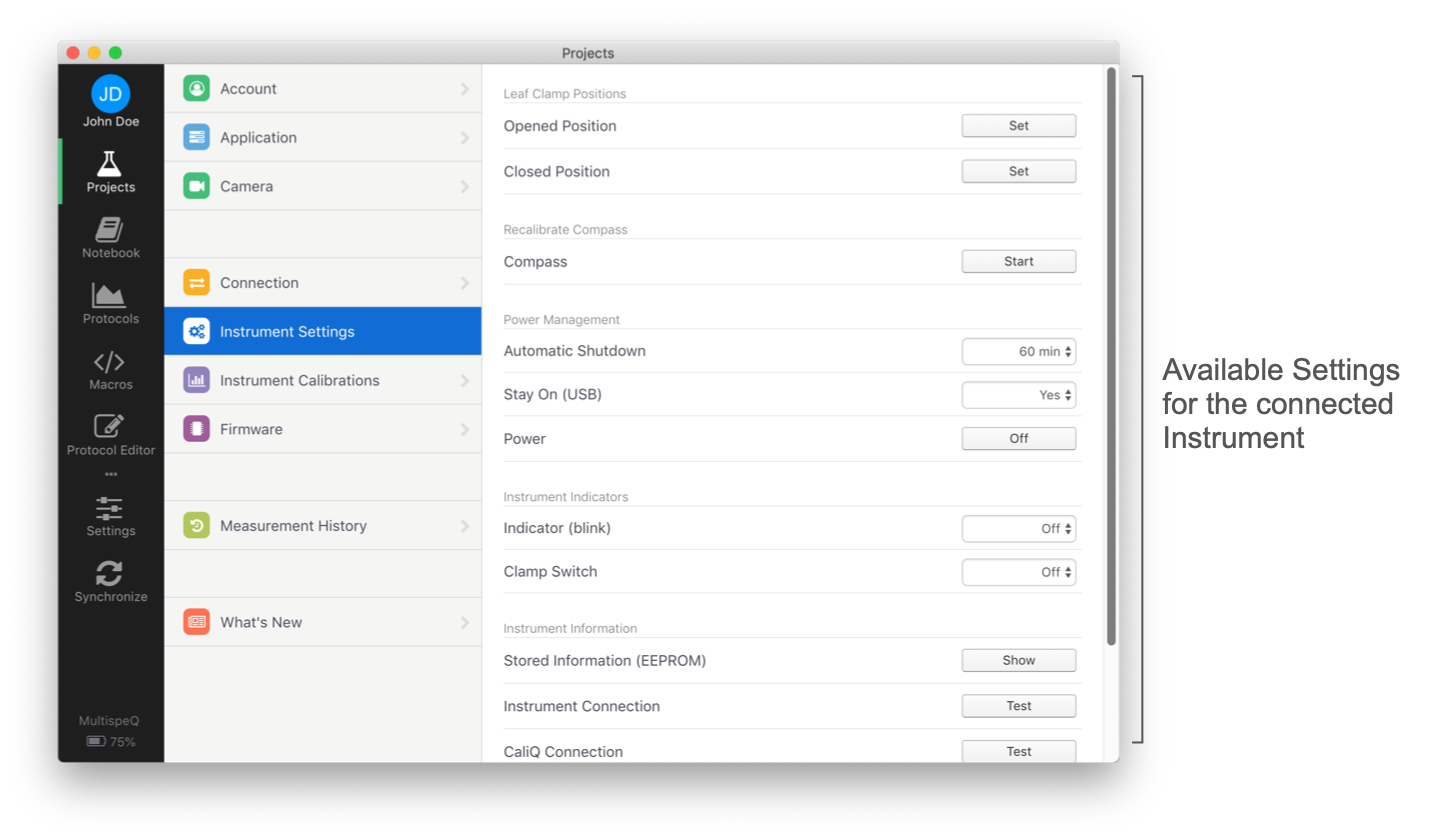 Projects
JD
John Doe
Projects
Notebook
Protocols
Macros
Protocol Editor
Settings
Synchronize
MultispeQ
75%
Account
Application
Camera
Connection
Instrument Settings
Instrument Calibrations
Firmware
Measurement History
What's New
Leaf Clamp Positions
Opened Position Set
Closed Position Set
Recalibrate Compass
Compass Start
Power Management
Automatic Shutdown 60 min
Stay On (USB) Yes
Power Off
Instrument Indicators
Indicator (blink) Off
Clamp Switch Off
Instrument Information
Stored Information (EEPROM) Show
Instrument Connection Test
CaliQ Connection Test
Available Settings
for the connected
Instrument